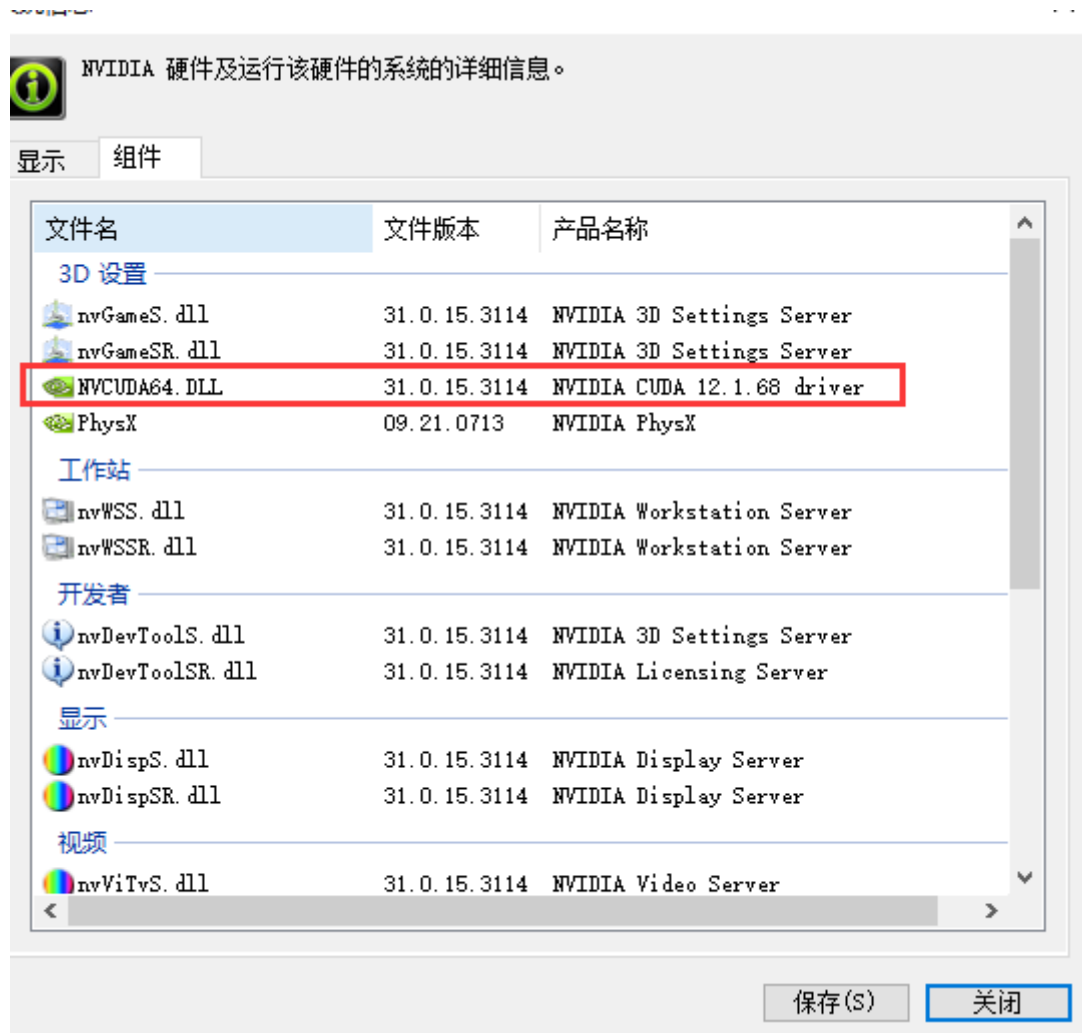 NVIDIA 硬件及运行该硬件的系统的详细信息。
显示 组件
文件名 文件版本 产品名称
3D 设置
nvGameS.dll 31.0.15.3114 NVIDIA 3D Settings Server
nvGameSR.dll 31.0.15.3114 NVIDIA 3D Settings Server
NVCUDA64.DLL 31.0.15.3114 NVIDIA CUDA 12.1.68 driver
PhysX 09.21.0713 NVIDIA PhysX
工作站
nvWSS.dll 31.0.15.3114 NVIDIA Workstation Server
nvWSSR.dll 31.0.15.3114 NVIDIA Workstation Server
开发者
nvDevToolS.dll 31.0.15.3114 NVIDIA 3D Settings Server
nvDevToolSR.dll 31.0.15.3114 NVIDIA Licensing Server
显示
nvDispS.dll 31.0.15.3114 NVIDIA Display Server
nvDispSR.dll 31.0.15.3114 NVIDIA Display Server
视频
nvViTvS.dll 31.0.15.3114 NVIDIA Video Server
保存(S) 关闭